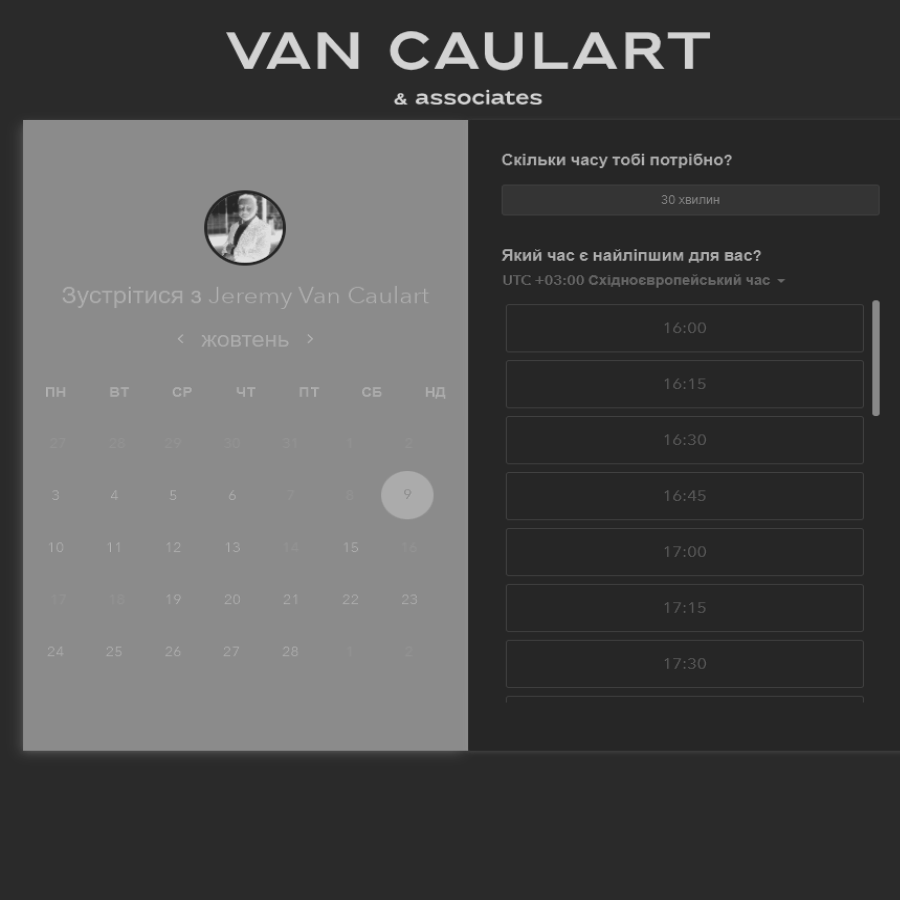 VAN CAULART
& associates
Зустрітися з Jeremy Van Caulart
жовтень
ПН ВТ СР ЧТ ПТ СБ НД
27 28 29 30 31 1 2
3 4 5 6 7 8 9
10 11 12 13 14 15 16
17 18 19 20 21 22 23
24 25 26 27 28 1 2
Скільки часу тобі потрібно?
30 хвилин
Який час є найліпшим для вас?
UTC +03:00 Східноєвропейський час
16:00
16:15
16:30
16:45
17:00
17:15
17:30